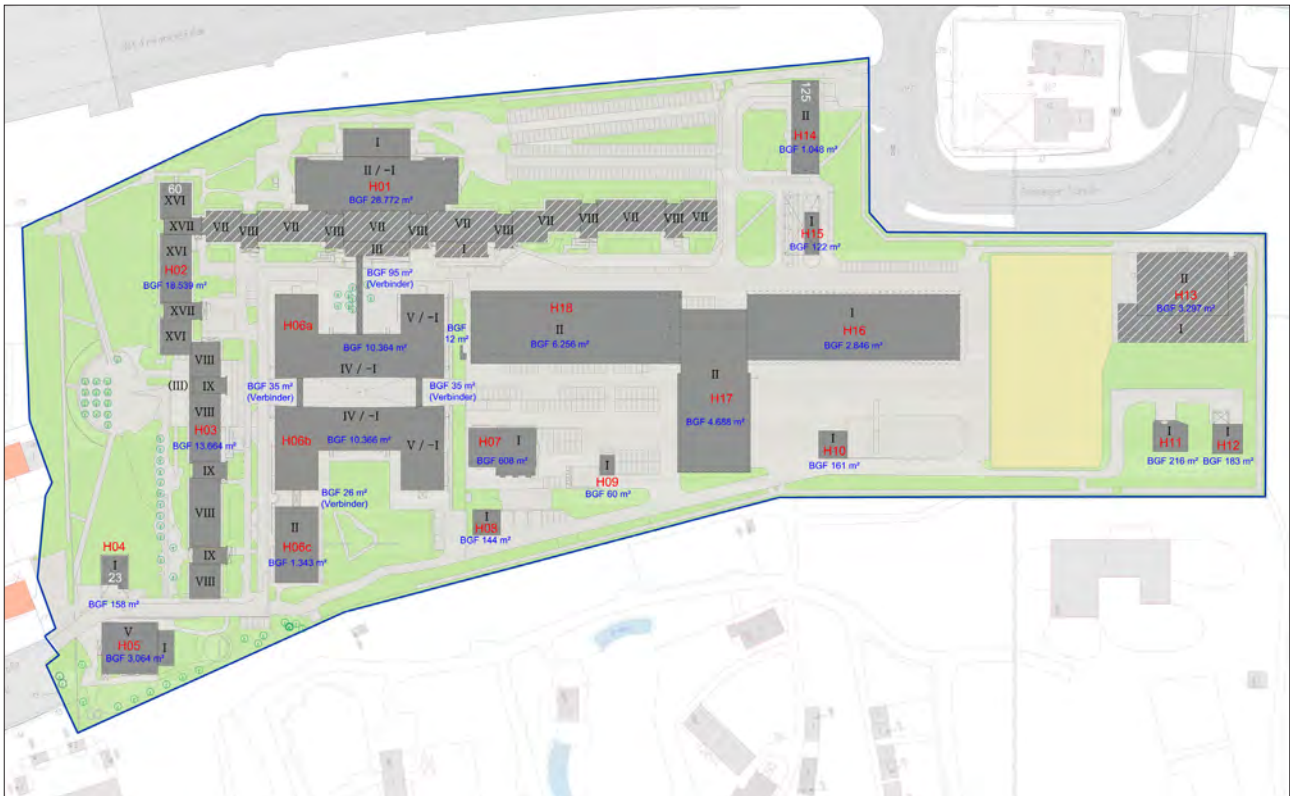 125
II
H14
BGF 1.048 m²
I
II / -I
H01
BGF 28.772 m²
60
XVI
XVII
VII
VIII
VII
VIII
VII
VIII
VII
VIII
VII
VIII
VII
VIII
VII
III
I
I
H15
BGF 122 m²
XVI
H02
BGF 18.539 m²
XVII
XVI
BGF 95 m²
(Verbinder)
II
H13
BGF 3.297 m²
I
H06a
V / -I
BGF 10.364 m²
IV / -I
BGF
12 m²
H18
II
BGF 6.256 m²
I
H16
BGF 2.846 m²
VIII
(III)
IX
VIII
H03
BGF 13.664 m²
IX
VIII
IX
VIII
BGF 35 m²
(Verbinder)
BGF 35 m²
(Verbinder)
II
H17
BGF 4.688 m²
IV / -I
H06b
BGF 10.366 m²
V / -I
H07
I
BGF 608 m²
I
H09
BGF 60 m²
I
H10
BGF 161 m²
I
H11
BGF 216 m²
I
H12
BGF 183 m²
BGF 26 m²
(Verbinder)
II
H06c
BGF 1.343 m²
I
H08
BGF 144 m²
H04
I
23
BGF 158 m²
V
H05
I
BGF 3.064 m²